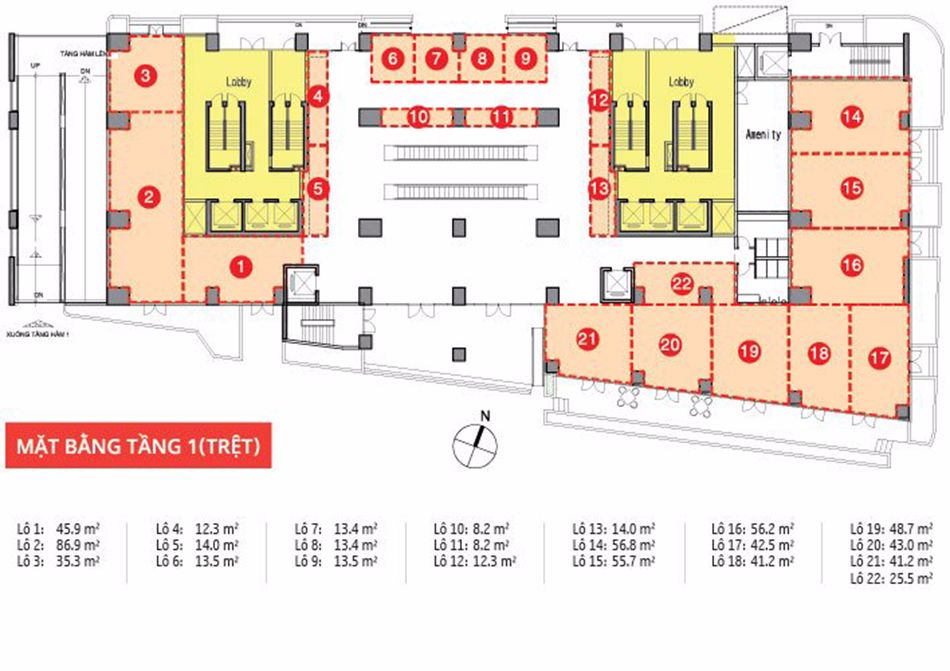 DN
DN
DN
DN
TẦNG HẦM LÊN
UP
DN
3
Lobby
4
6
7
8
9
Lobby
12
14
10
11
Amenity
2
5
13
15
1
16
22
DN
XUỐNG TẦNG HẦM 1
21
20
19
18
17
N
MẶT BẰNG TẦNG 1(TRỆT)
Lô 1: 45.9 m²
Lô 2: 86.9 m²
Lô 3: 35.3 m²
Lô 4: 12.3 m²
Lô 5: 14.0 m²
Lô 6: 13.5 m²
Lô 7: 13.4 m²
Lô 8: 13.4 m²
Lô 9: 13.5 m²
Lô 10: 8.2 m²
Lô 11: 8.2 m²
Lô 12: 12.3 m²
Lô 13: 14.0 m²
Lô 14: 56.8 m²
Lô 15: 55.7 m²
Lô 16: 56.2 m²
Lô 17: 42.5 m²
Lô 18: 41.2 m²
Lô 19: 48.7 m²
Lô 20: 43.0 m²
Lô 21: 41.2 m²
Lô 22: 25.5 m²